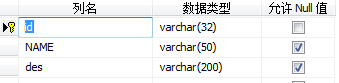 列名 数据类型 允许 Null 值
id varchar(32)
NAME varchar(50)
des varchar(200)